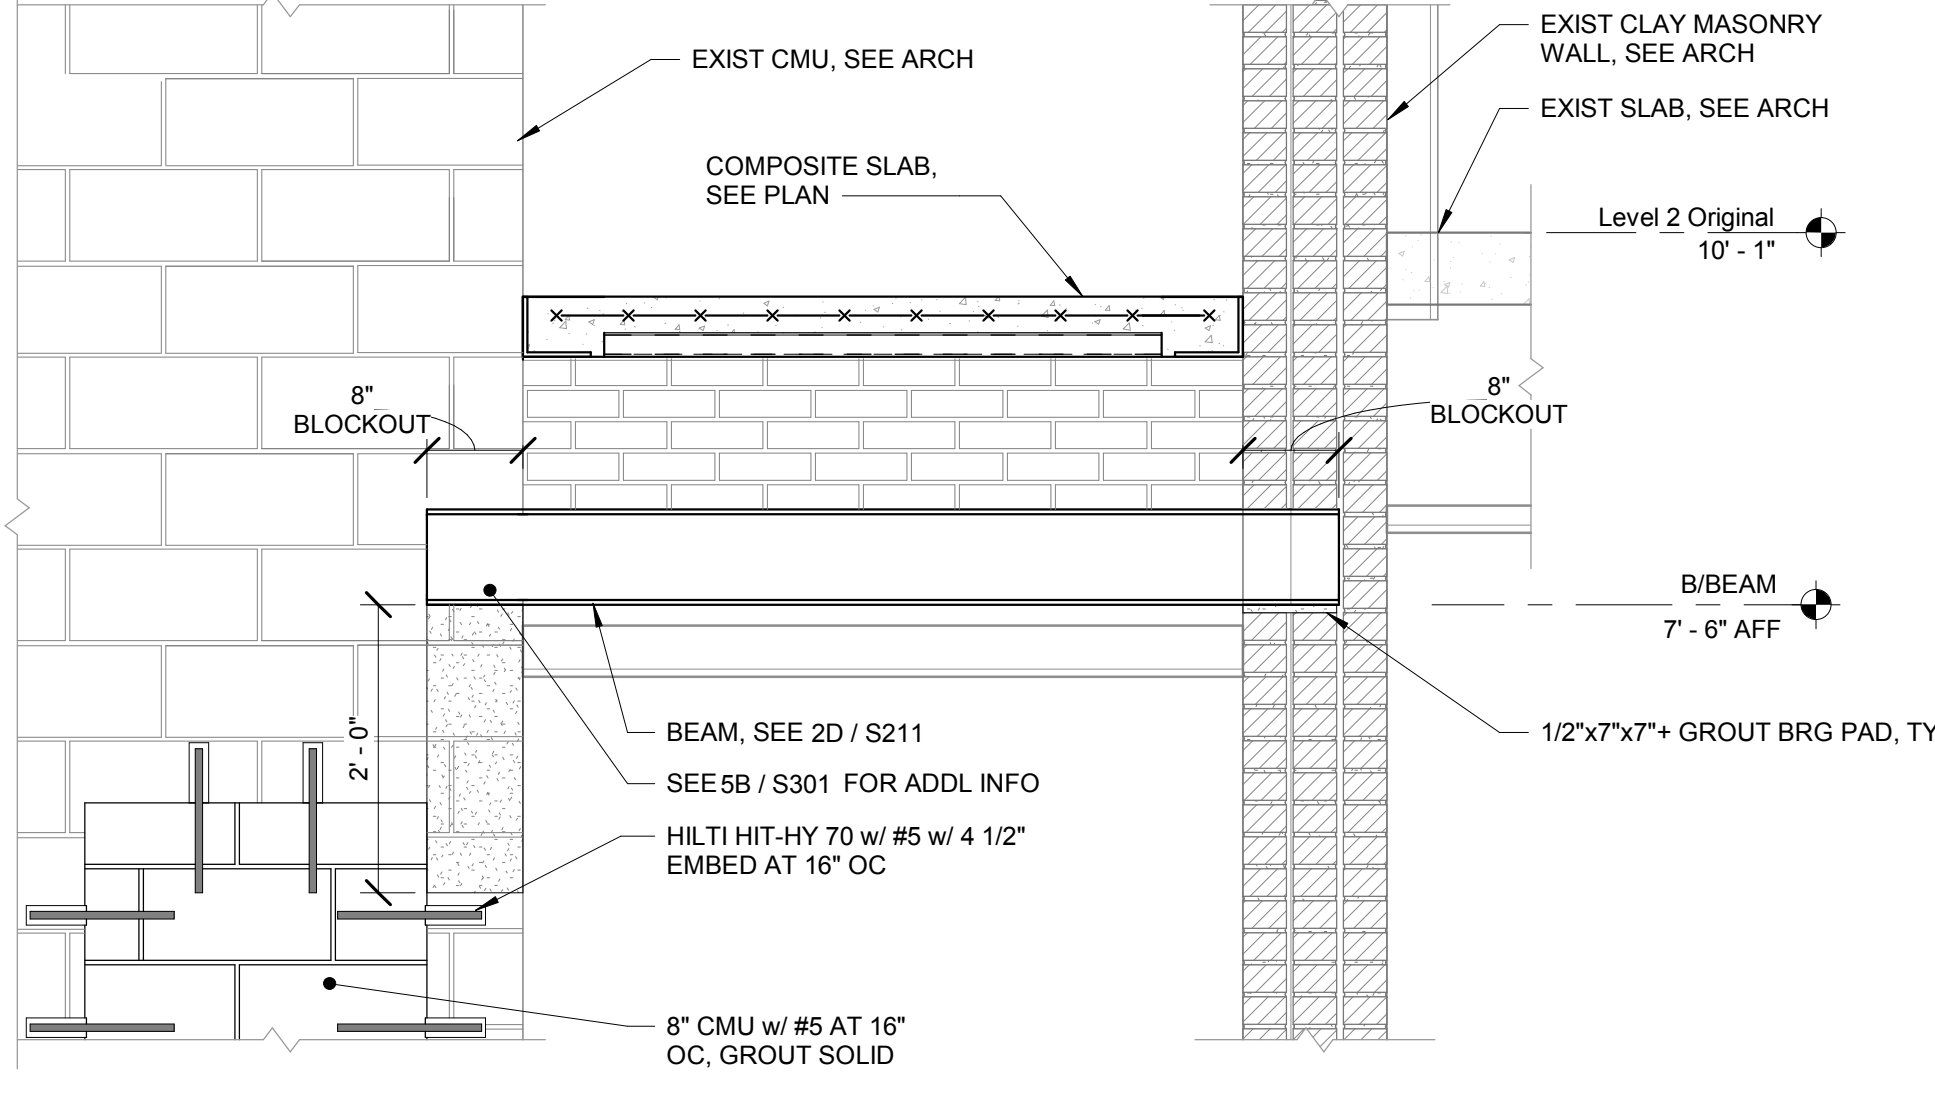 EXIST CMU, SEE ARCH
EXIST CLAY MASONRY
WALL, SEE ARCH
EXIST SLAB, SEE ARCH
COMPOSITE SLAB,
SEE PLAN
Level 2 Original
10' - 1"
8"
BLOCKOUT
8"
BLOCKOUT
B/BEAM
7' - 6" AFF
2' - 0"
BEAM, SEE 2D / S211
1/2"x7"x7"+ GROUT BRG PAD, TY
SEE 5B / S301 FOR ADDL INFO
HILTI HIT-HY 70 w/ #5 w/ 4 1/2"
EMBED AT 16" OC
8" CMU w/ #5 AT 16"
OC, GROUT SOLID